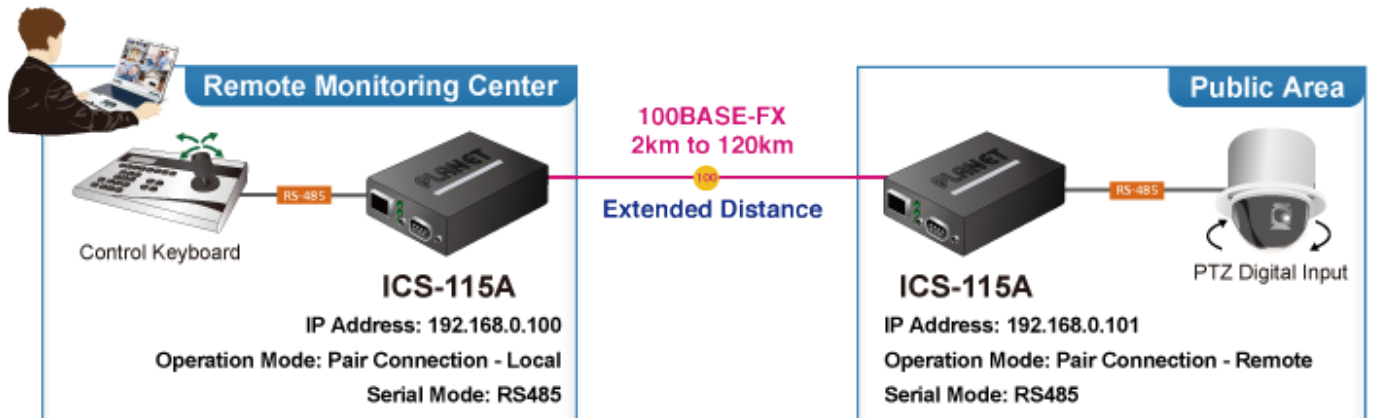 Remote Monitoring Center
Public Area
100BASE-FX
2km to 120km
100
Extended Distance
RS-485
RS-485
PLANET
PLANET
Control Keyboard
PTZ Digital Input
ICS-115A
IP Address: 192.168.0.100
Operation Mode: Pair Connection - Local
Serial Mode: RS485
ICS-115A
IP Address: 192.168.0.101
Operation Mode: Pair Connection - Remote
Serial Mode: RS485